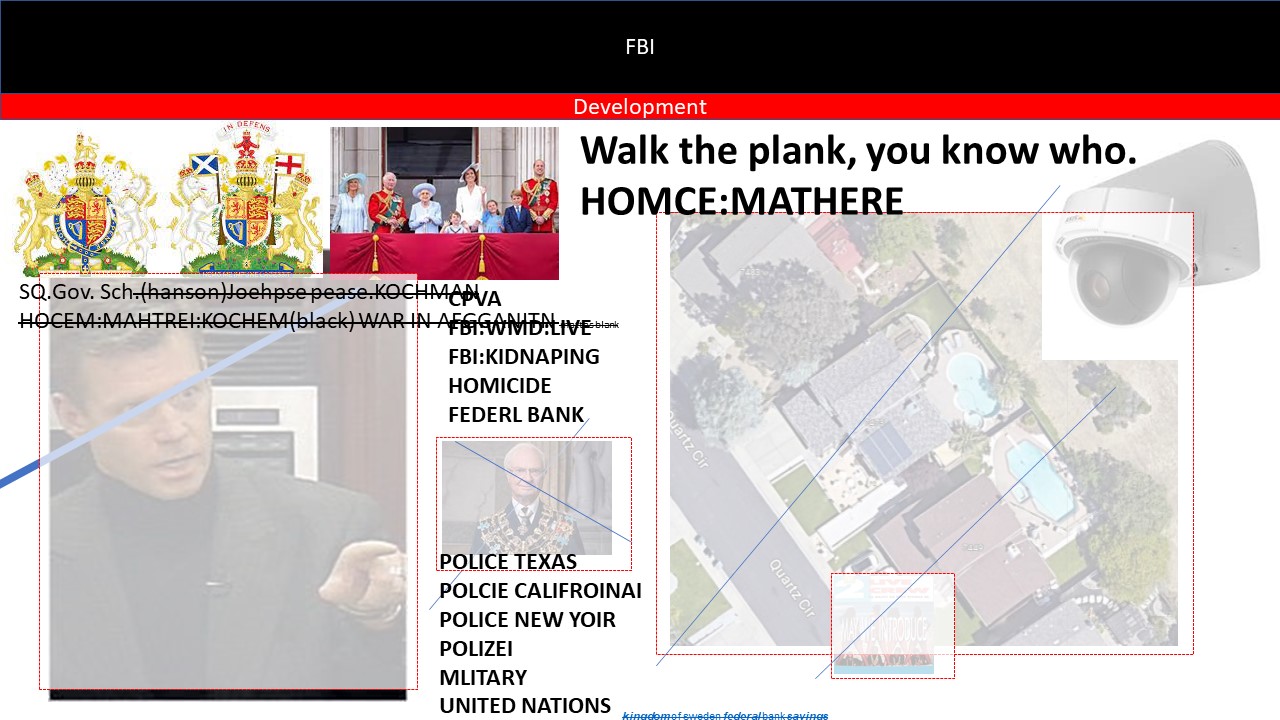 FBI
Development
IN DEFENS
Walk the plank, you know who.
HOMCE:MATHERE
SQ.Gov. Sch.(hanson)Joehpse pease.KOCHMAN
HOCEM:MAHTREI:KOCHEM(black) WAR IN AFGGANITN
blank
CPVA
FBI:WMD:LIVE
FBI:KIDNAPING
HOMICIDE
FEDERL BANK
POLICE TEXAS
POLCIE CALIFROINAI
POLICE NEW YOIR
POLIZEI
MLITARY
UNITED NATIONS
Quartz Cir
Quartz Cir
INTRODUCE
kingdom of sweden federal bank savings